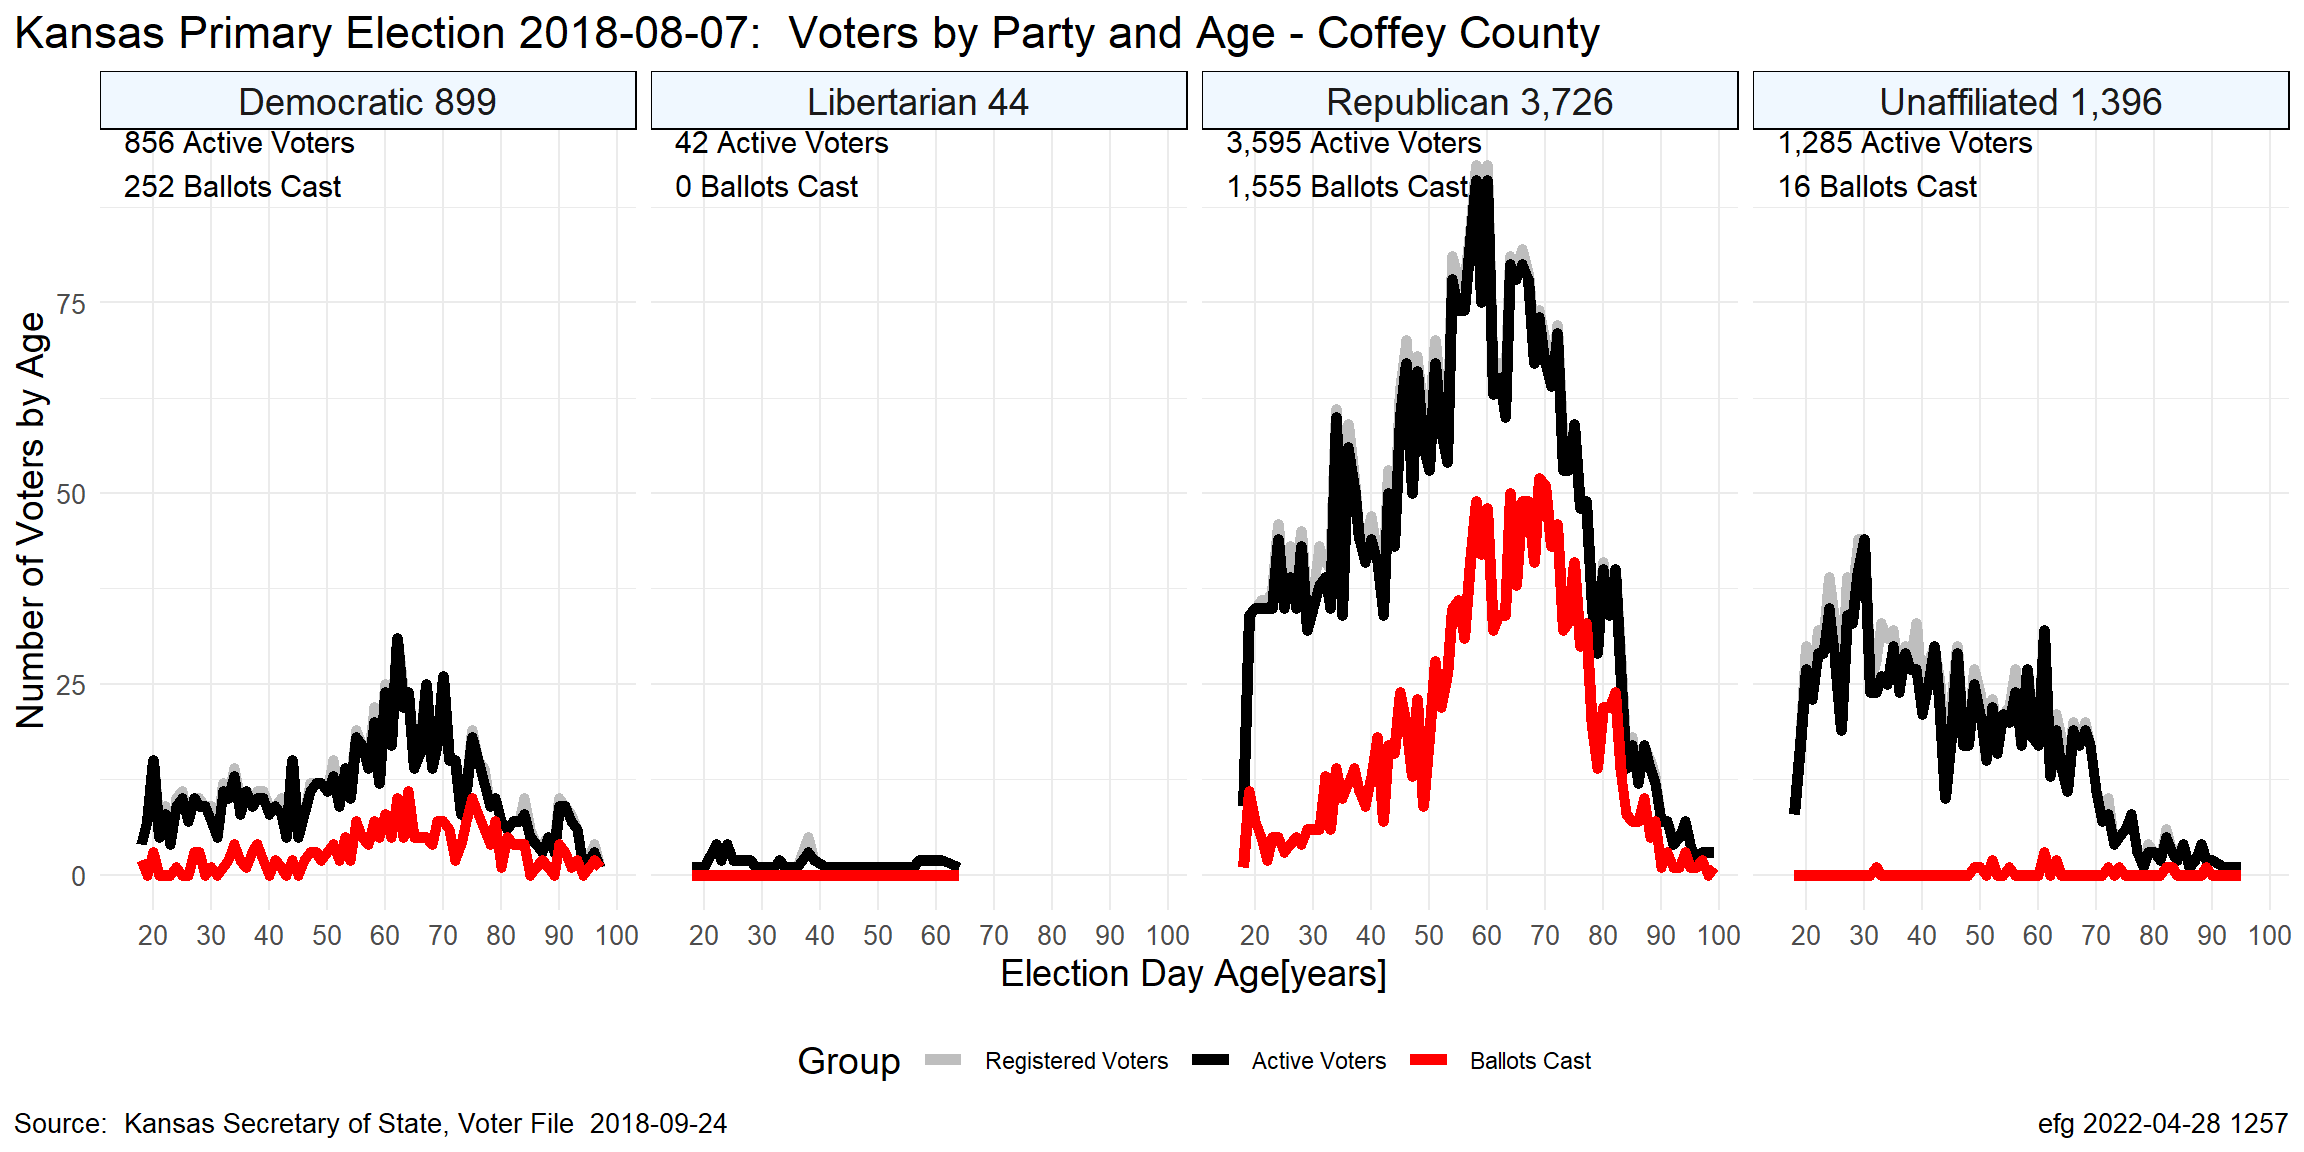 Kansas Primary Election 2018-08-07:  Voters by Party and Age - Coffey County
Democratic 899
Libertarian 44
Republican 3,726
Unaffiliated 1,396
856 Active Voters
252 Ballots Cast
42 Active Voters
0 Ballots Cast
3,595 Active Voters
1,555 Ballots Cast
1,285 Active Voters
16 Ballots Cast
Number of Voters by Age
75
50
25
0
20 30 40 50 60 70 80 90 100
20 30 40 50 60 70 80 90 100
20 30 40 50 60 70 80 90 100
20 30 40 50 60 70 80 90 100
Election Day Age[years]
Group Registered Voters Active Voters Ballots Cast
Source:  Kansas Secretary of State, Voter File  2018-09-24
efg 2022-04-28 1257